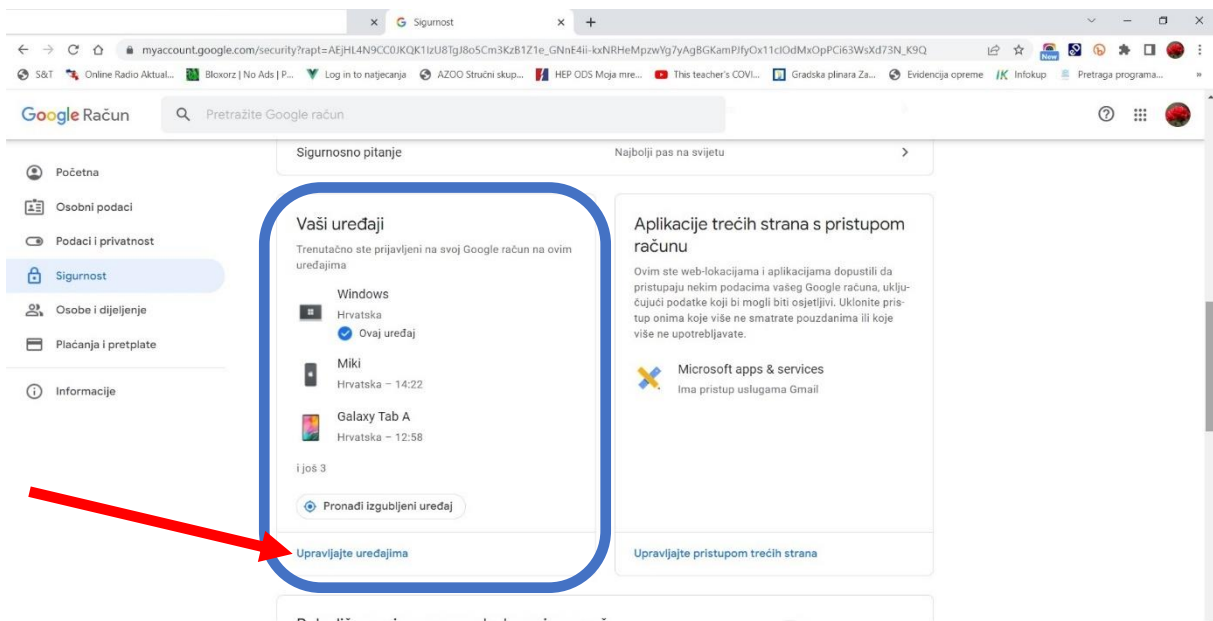 Sigurnost
myaccount.google.com/security?rapt=AEjHL4N9CC0JKQK1IzU8TgJ8o5Cm3KzB1Z1e_GNnE4ii-kxNRHeMpzwYg7yAg8GKamPJfyOx11cIOdMxOpPCi63WsXd73N_K9Q
New
S&T Online Radio Aktual... Bloxorz | No Ads | P... Log in to natjecanja AZOO Stručni skup... HEP ODS Moja mre... This teacher's COVI... Gradska plinara Za... Evidencija opreme Infokup Pretraga programa... »
Google Račun
Pretražite Google račun
Sigurnosno pitanje Najbolji pas na svijetu
Početna
Osobni podaci
Podaci i privatnost
Sigurnost
Osobe i dijeljenje
Plaćanja i pretplate
Informacije
Vaši uređaji
Trenutačno ste prijavljeni na svoj Google račun na ovim
uređajima
Windows
Hrvatska
Ovaj uređaj
Miki
Hrvatska – 14:22
Galaxy Tab A
Hrvatska – 12:58
i još 3
Pronađi izgubljeni uređaj
Upravljajte uređajima
Aplikacije trećih strana s pristupom
računu
Ovim ste web-lokacijama i aplikacijama dopustili da
pristupaju nekim podacima vašeg Google računa, uklju-
čujući podatke koji bi mogli biti osjetljivi. Uklonite pris-
tup onima koje više ne smatrate pouzdanima ili koje
više ne upotrebljavate.
Microsoft apps & services
Ima pristup uslugama Gmail
Upravljajte pristupom trećih strana